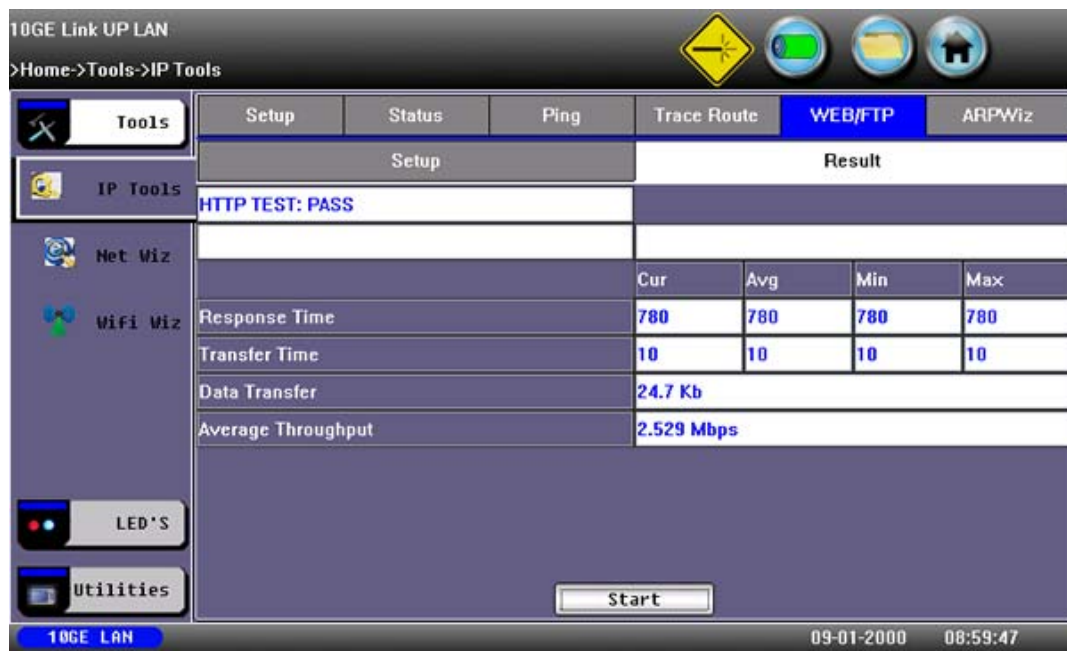 10GE Link UP LAN
>Home->Tools->IP Tools
Tools
Setup Status Ping Trace Route WEB/FTP ARPWiz
Setup Result
IP Tools
HTTP TEST: PASS
Net Wiz
Cur Avg Min Max
Wifi Wiz
Response Time 780 780 780 780
Transfer Time 10 10 10 10
Data Transfer 24.7 Kb
Average Throughput 2.529 Mbps
LED'S
Utilities
Start
10GE LAN 09-01-2000 08:59:47